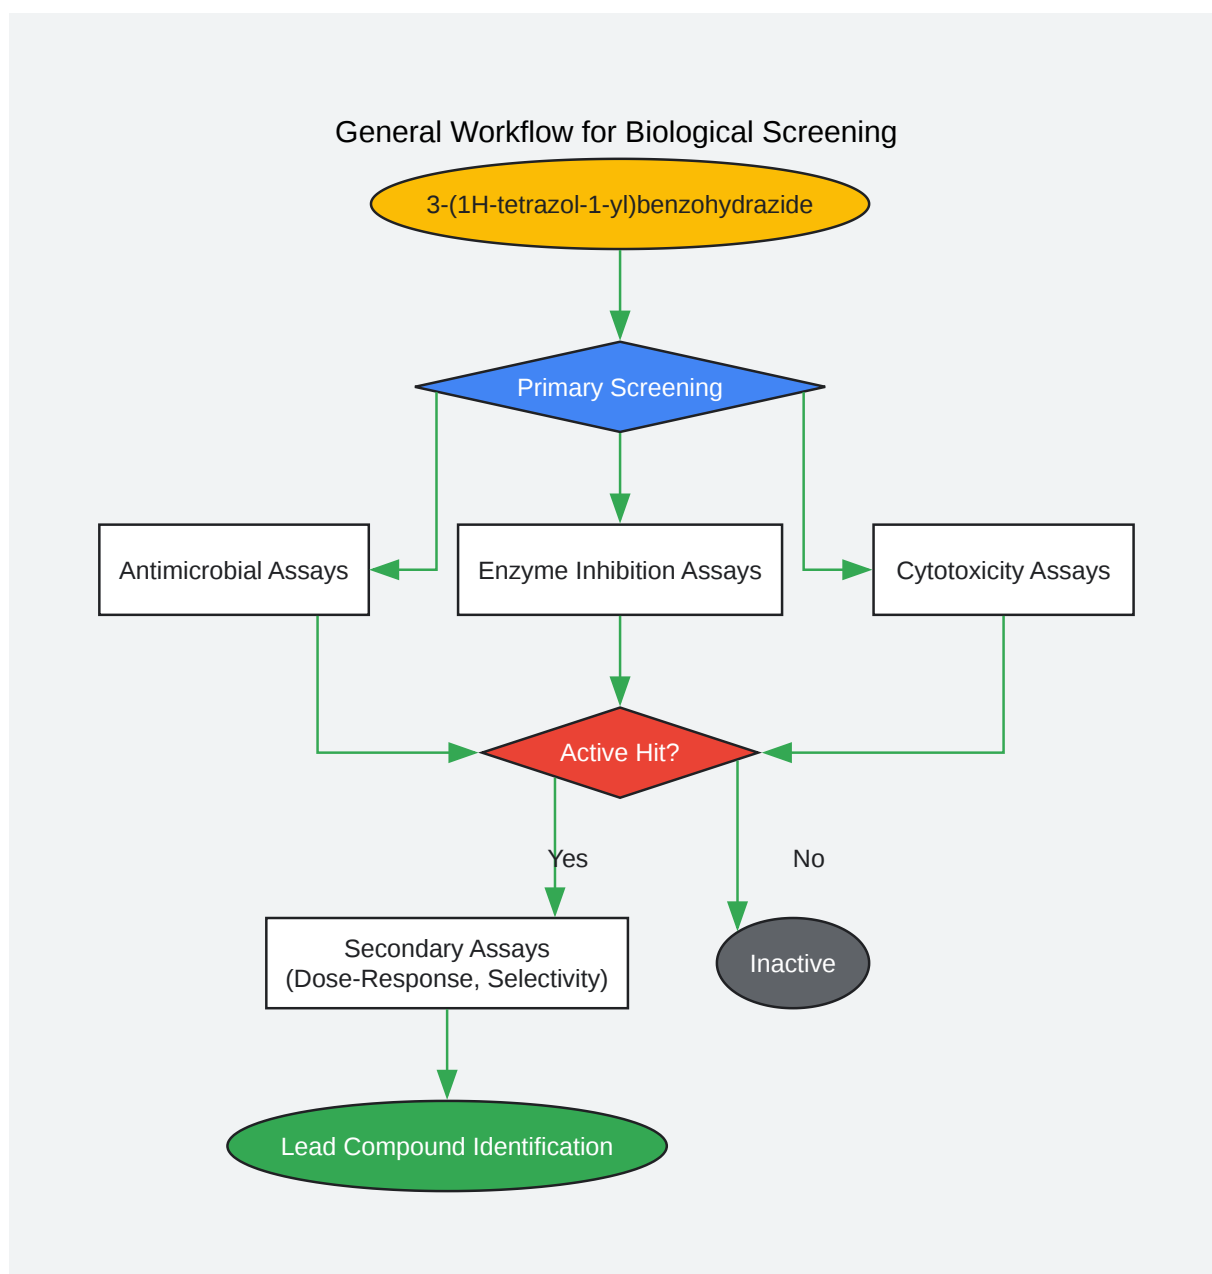 General Workflow for Biological Screening
3-(1H-tetrazol-1-yl)benzohydrazide
Primary Screening
Antimicrobial Assays
Enzyme Inhibition Assays
Cytotoxicity Assays
Active Hit?
Yes
No
Secondary Assays
(Dose-Response, Selectivity)
Inactive
Lead Compound Identification